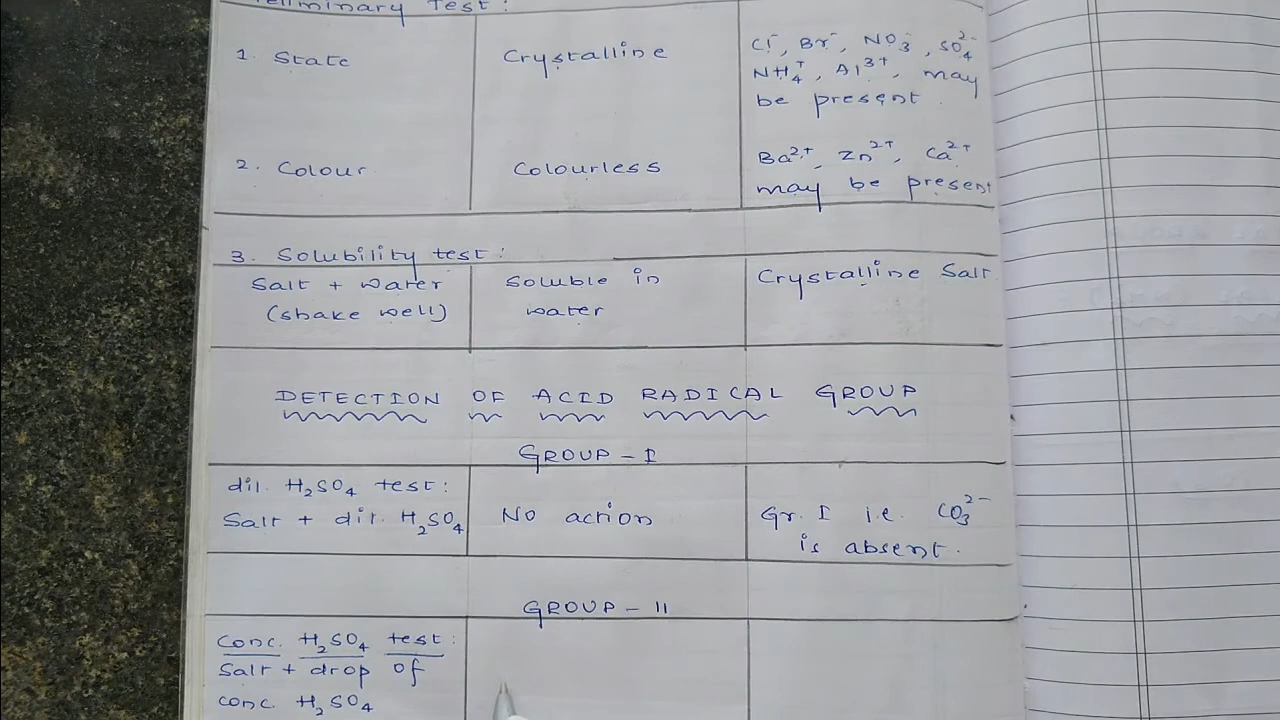 Preliminary Test:
1. State
Crystalline
Cl⁻, Br⁻, NO₃⁻, SO₄²⁻
NH₄⁺, Al³⁺, may
be present.
2. Colour
Colourless
Ba²⁺, Zn²⁺, Ca²⁺
may be present
3. Solubility test:
Salt + water
(shake well)
Soluble in
water
Crystalline Salt.
DETECTION OF ACID RADICAL GROUP
GROUP - I
dil. H₂SO₄ test:
Salt + dil. H₂SO₄
No action
Gr. I i.e. CO₃²⁻
is absent.
GROUP - II
Conc. H₂SO₄ test:
Salt + drop of
conc. H₂SO₄